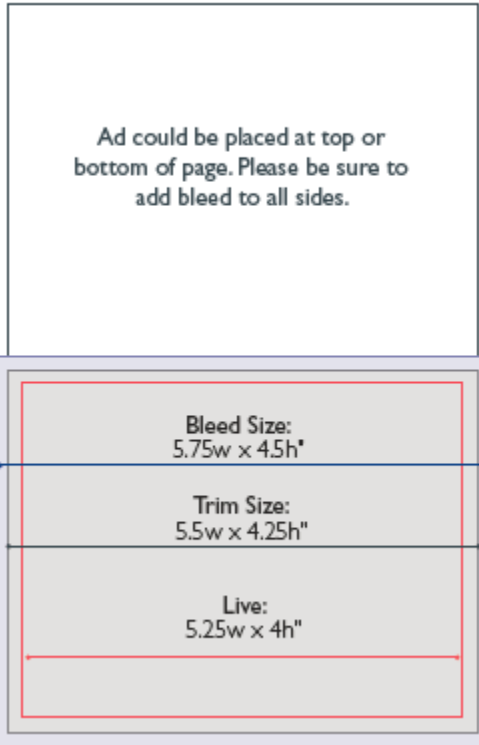 Ad could be placed at top or
bottom of page. Please be sure to
add bleed to all sides.
Bleed Size:
5.75w x 4.5h"
Trim Size:
5.5w x 4.25h"
Live:
5.25w x 4h"